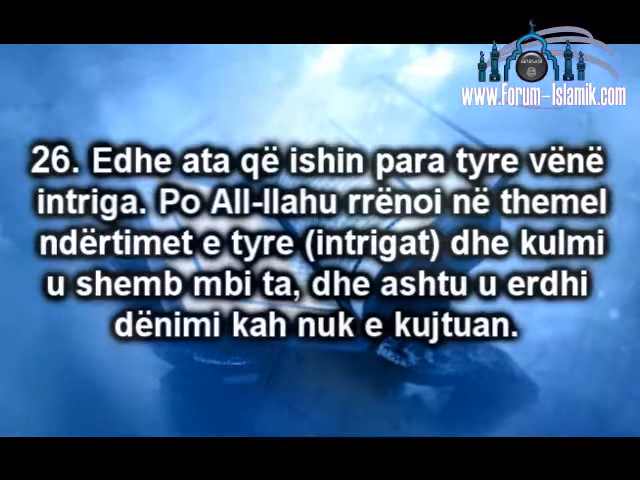 www.Forum-Islamik.com
26. Edhe ata që ishin para tyre vënë
intriga. Po All-llahu rrënoi në themel
ndërtimet e tyre (intrigat) dhe kulmi
u shemb mbi ta, dhe ashtu u erdhi
dënimi kah nuk e kujtuan.